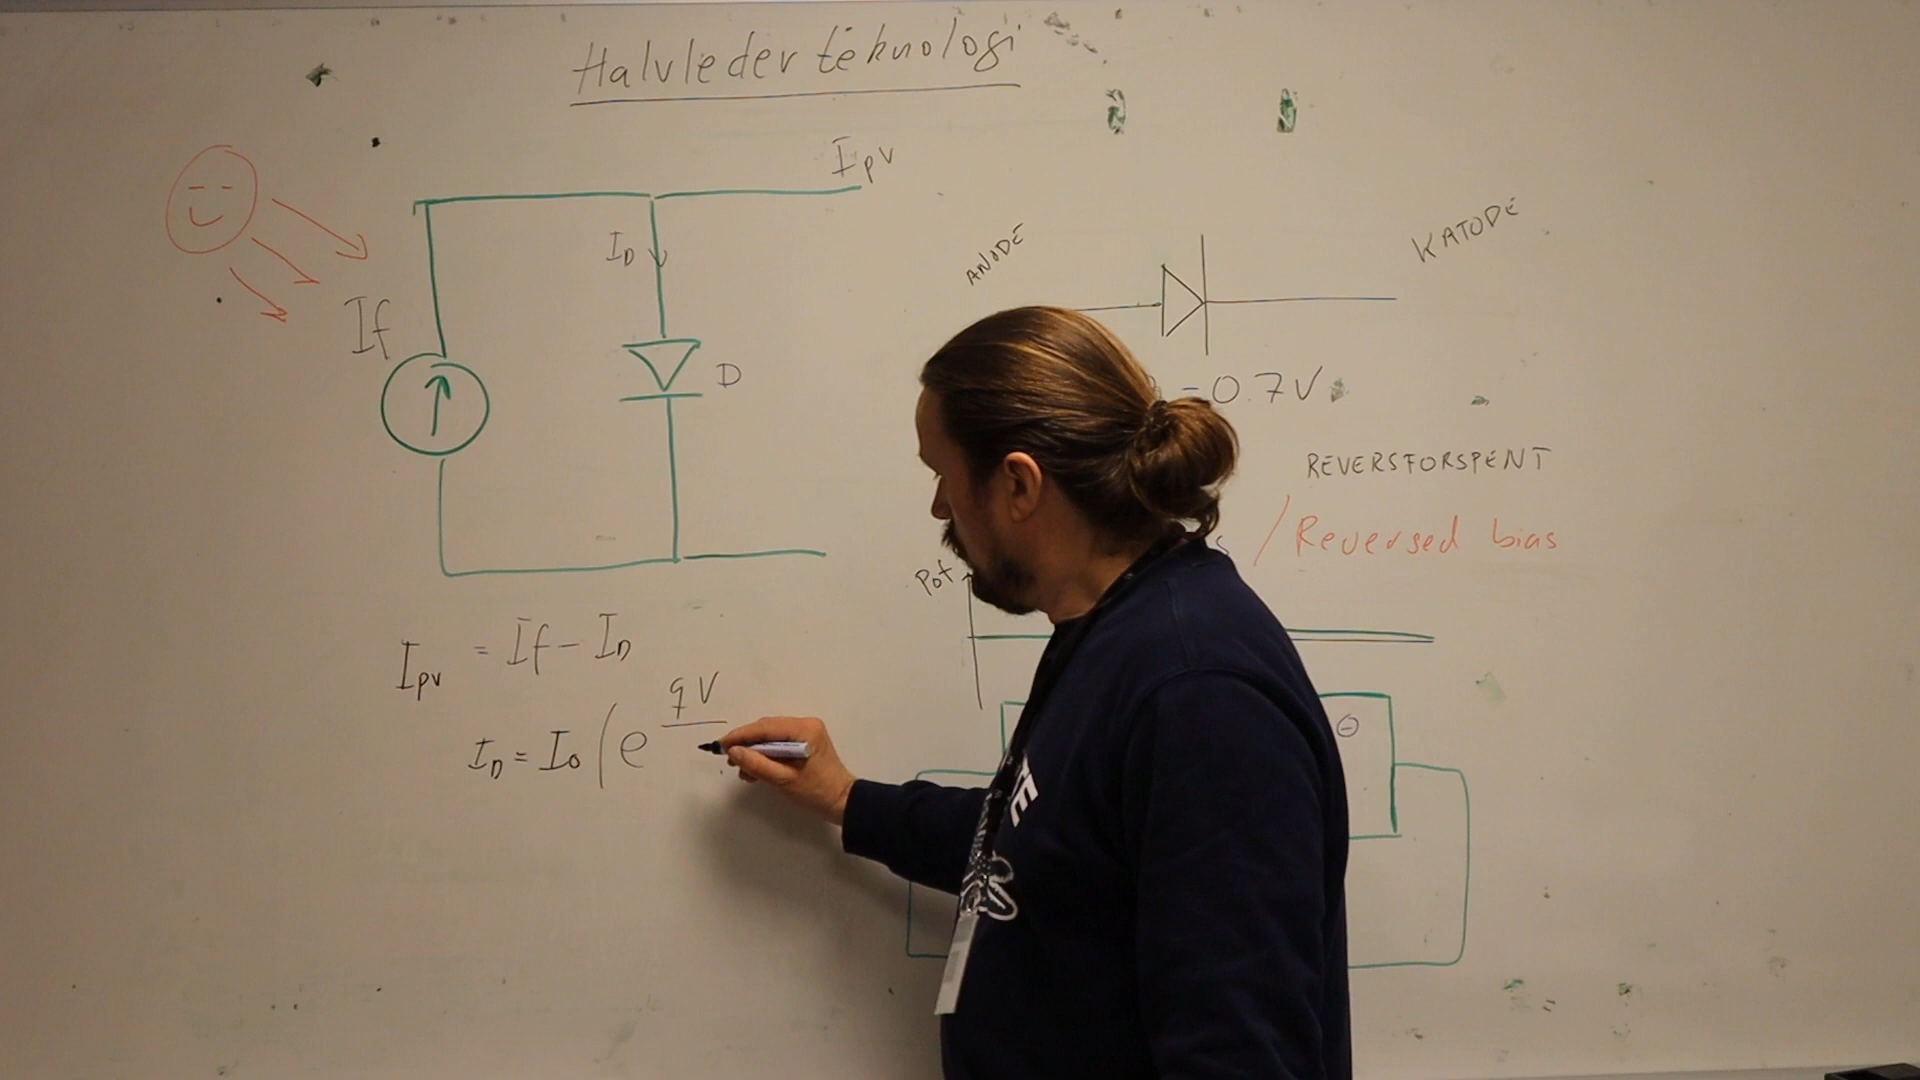 Halvleder teknologi
Ipv
ID
If
D
Ipv = If - ID
ID = I0 (e qV
ANODE
KATODE
-0.7V
REVERSFORSPENT
s / Reversed bias
Pot
⊖
TE